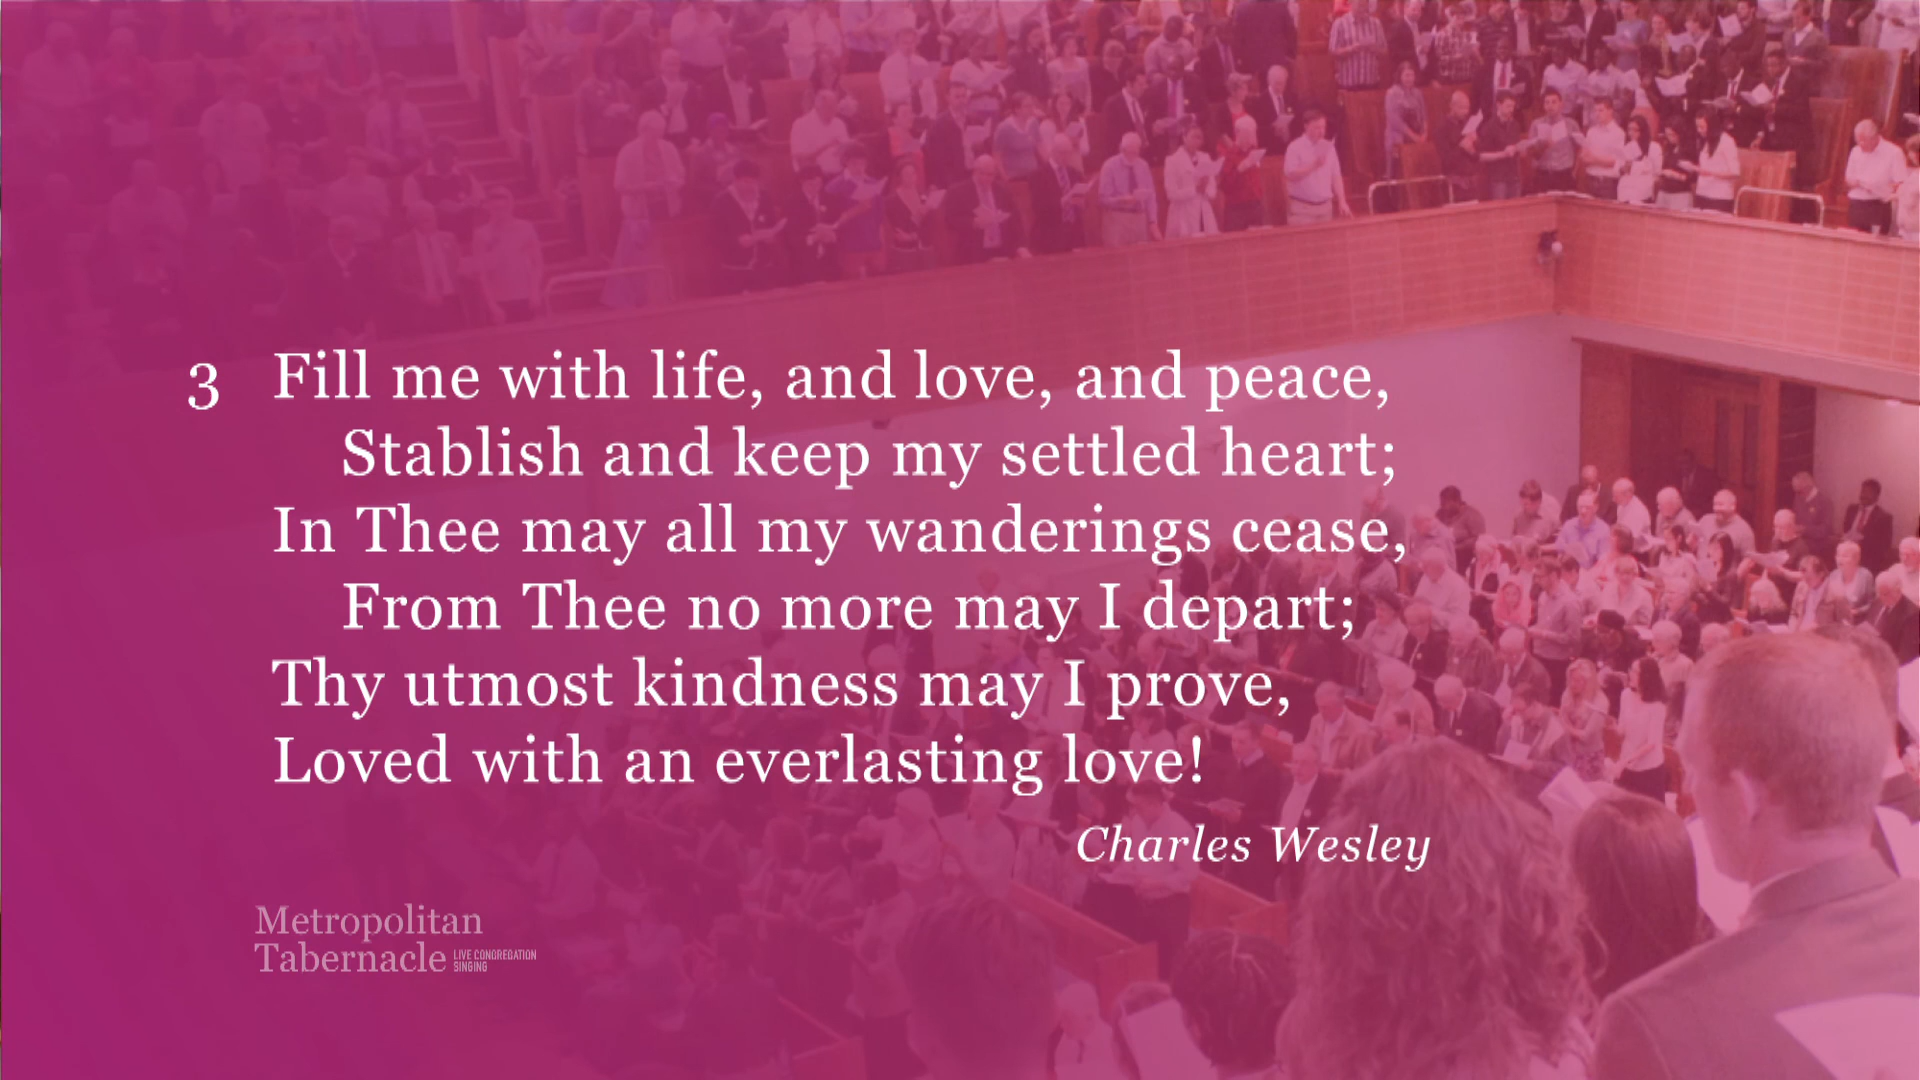 3 Fill me with life, and love, and peace,
Stablish and keep my settled heart;
In Thee may all my wanderings cease,
From Thee no more may I depart;
Thy utmost kindness may I prove,
Loved with an everlasting love!
Charles Wesley
Metropolitan
Tabernacle LIVE CONGREGATION
SINGING